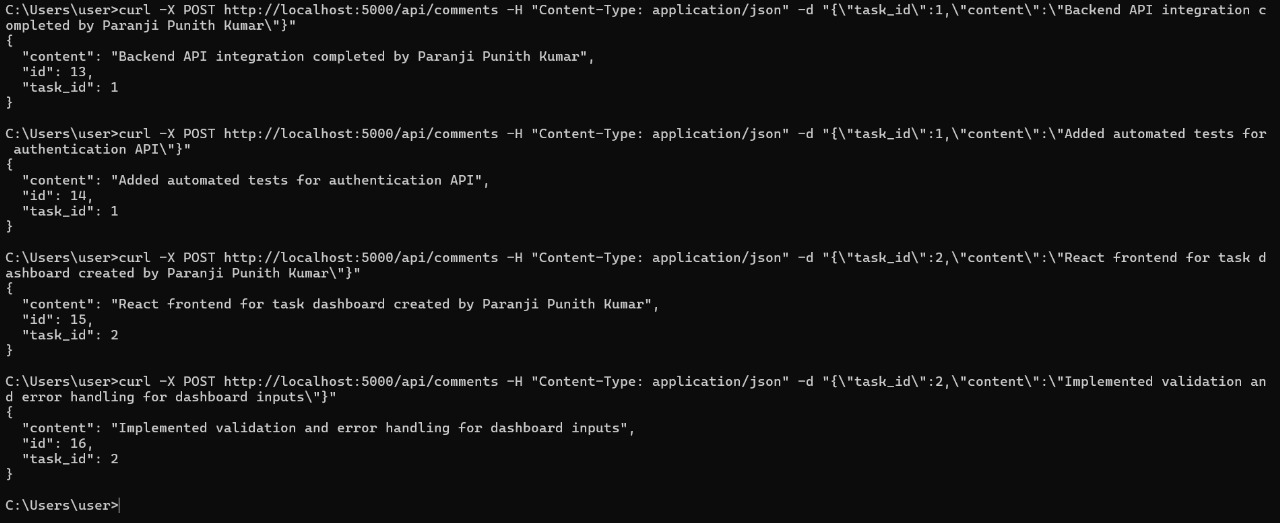 C:\Users\user>curl -X POST http://localhost:5000/api/comments -H "Content-Type: application/json" -d "{\"task_id\":1,\"content\":\"Backend API integration c
ompleted by Paranji Punith Kumar\"}"
{
  "content": "Backend API integration completed by Paranji Punith Kumar",
  "id": 13,
  "task_id": 1
}
C:\Users\user>curl -X POST http://localhost:5000/api/comments -H "Content-Type: application/json" -d "{\"task_id\":1,\"content\":\"Added automated tests for
 authentication API\"}"
{
  "content": "Added automated tests for authentication API",
  "id": 14,
  "task_id": 1
}
C:\Users\user>curl -X POST http://localhost:5000/api/comments -H "Content-Type: application/json" -d "{\"task_id\":2,\"content\":\"React frontend for task d
ashboard created by Paranji Punith Kumar\"}"
{
  "content": "React frontend for task dashboard created by Paranji Punith Kumar",
  "id": 15,
  "task_id": 2
}
C:\Users\user>curl -X POST http://localhost:5000/api/comments -H "Content-Type: application/json" -d "{\"task_id\":2,\"content\":\"Implemented validation an
d error handling for dashboard inputs\"}"
{
  "content": "Implemented validation and error handling for dashboard inputs",
  "id": 16,
  "task_id": 2
}
C:\Users\user>